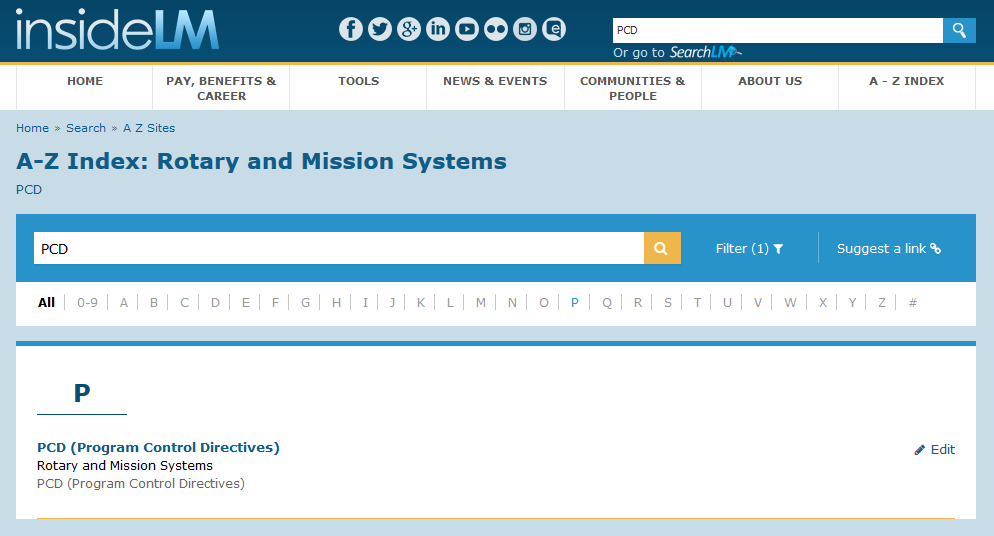 insideLM
PCD
Or go to SearchLM
HOME
PAY, BENEFITS &
CAREER
TOOLS
NEWS & EVENTS
COMMUNITIES &
PEOPLE
ABOUT US
A - Z INDEX
Home » Search » A Z Sites
A-Z Index: Rotary and Mission Systems
PCD
PCD
Filter (1)
Suggest a link
All 0-9 A B C D E F G H I J K L M N O P Q R S T U V W X Y Z #
P
PCD (Program Control Directives)
Edit
Rotary and Mission Systems
PCD (Program Control Directives)